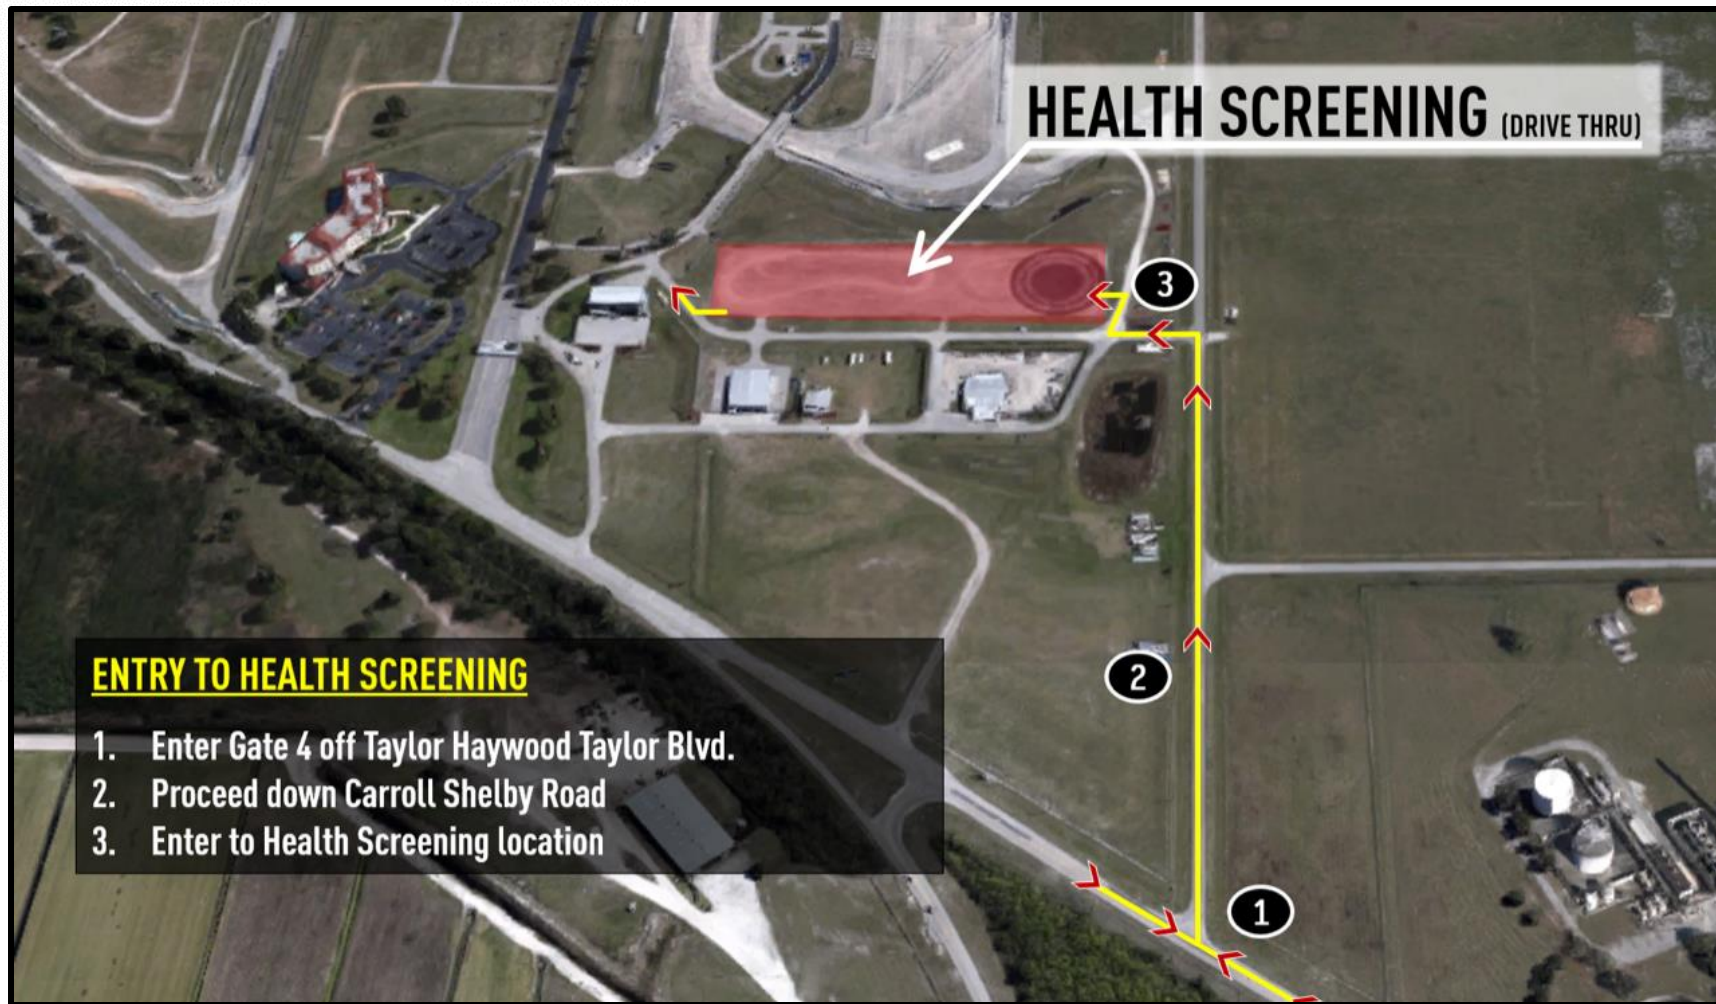 HEALTH SCREENING (DRIVE THRU)
3
2
ENTRY TO HEALTH SCREENING
1. Enter Gate 4 off Taylor Haywood Taylor Blvd.
2. Proceed down Carroll Shelby Road
3. Enter to Health Screening location
1